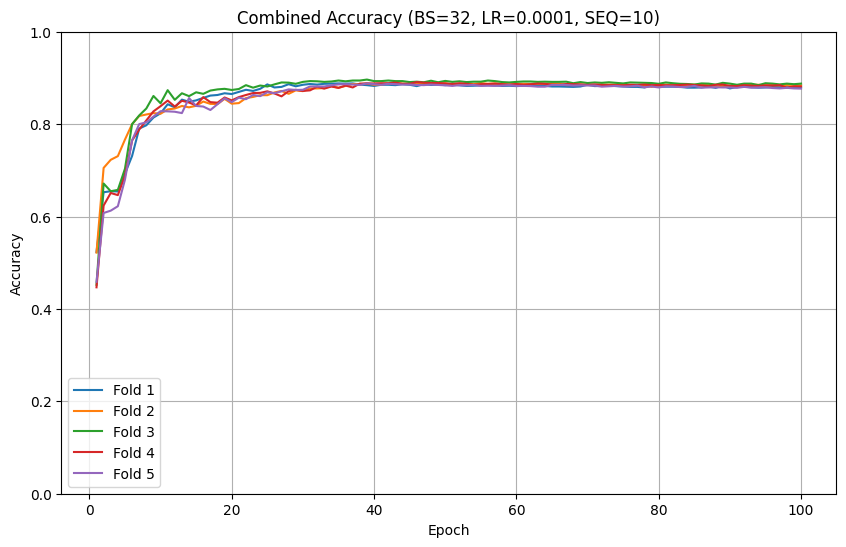 Combined Accuracy (BS=32, LR=0.0001, SEQ=10)
1.0
0.8
0.6
0.4
0.2
0.0
Accuracy
Fold 1
Fold 2
Fold 3
Fold 4
Fold 5
0 20 40 60 80 100
Epoch